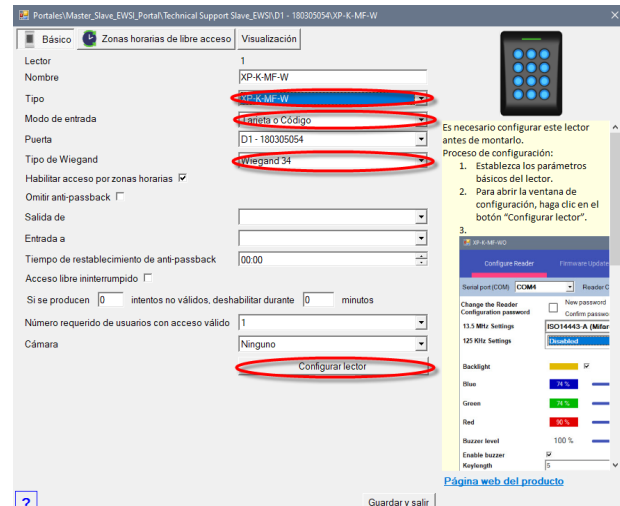 Portales\Master_Slave_EWSI_Portal\Technical Support Slave_EWSI\D1 - 180305054\XP-K-MF-W
Básico Zonas horarias de libre acceso Visualización
Lector 1
Nombre XP-K-MF-W
Tipo XP-K-MF-W
Modo de entrada Tarjeta o Código
Puerta D1 - 180305054
Tipo de Wiegand Wiegand 34
Habilitar acceso por zonas horarias
Omitir anti-passback
Salida de
Entrada a
Tiempo de restablecimiento de anti-passback 00:00
Acceso libre ininterrumpido
Si se producen 0 intentos no válidos, deshabilitar durante 0 minutos
Número requerido de usuarios con acceso válido 1
Cámara Ninguno
Configurar lector
? Guardar y salir
Es necesario configurar este lector
antes de montarlo.
Proceso de configuración:
1. Establezca los parámetros
básicos del lector.
2. Para abrir la ventana de
configuración, haga clic en el
botón "Configurar lector".
3.
XP-K-MF-WO
Configure Reader Firmware Update
Serial port (COM) COM4 Reader C
Change the Reader New password
Configuration password Confirm passwo
13.5 MHz Settings ISO14443-A (Mifar
125 KHz Settings Disabled
Backlight
Blue 74 %
Green 74 %
Red 30 %
Buzzer level 100 %
Enable buzzer
Keylength 5
Página web del producto